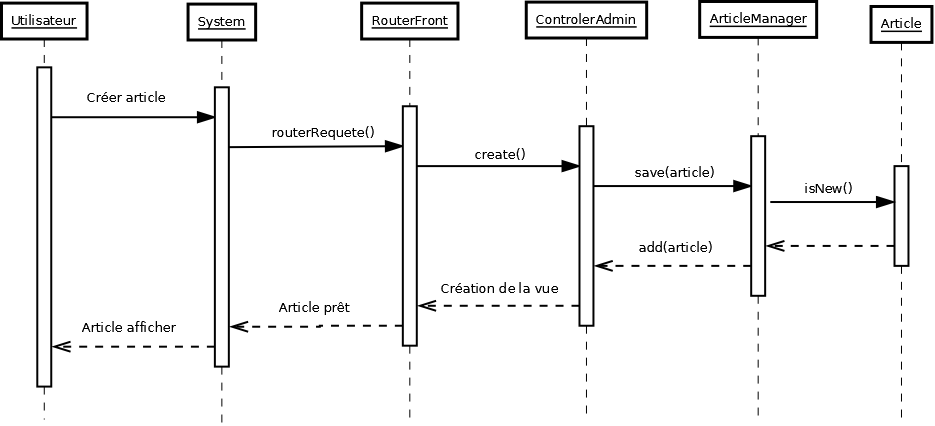 Utilisateur
System
RouterFront
ControlerAdmin
ArticleManager
Article
Créer article
routerRequete()
create()
save(article)
isNew()
add(article)
Création de la vue
Article prêt
Article afficher